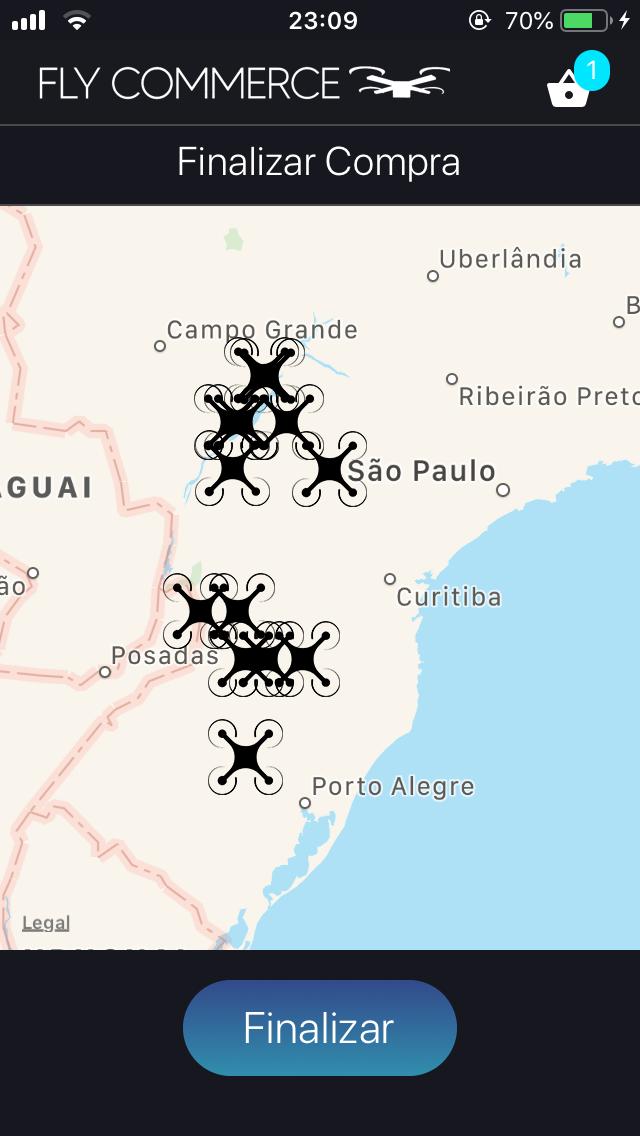 23:09
70%
FLY COMMERCE
1
Finalizar Compra
Uberlândia
B
Campo Grande
Ribeirão Preto
São Paulo
GUAI
ão
Curitiba
Posadas
Porto Alegre
Legal
Finalizar